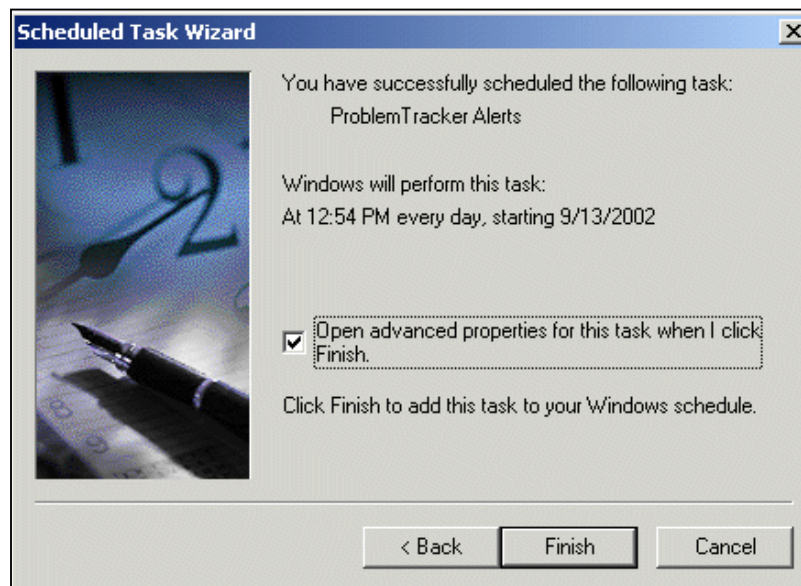 Scheduled Task Wizard
You have successfully scheduled the following task:
ProblemTracker Alerts
Windows will perform this task:
At 12:54 PM every day, starting 9/13/2002
Open advanced properties for this task when I click
Finish.
Click Finish to add this task to your Windows schedule.
< Back
Finish
Cancel